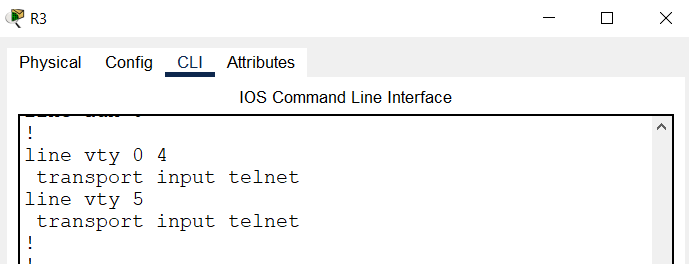 R3
Physical Config CLI Attributes
IOS Command Line Interface
!
line vty 0 4
 transport input telnet
line vty 5
 transport input telnet
!
!